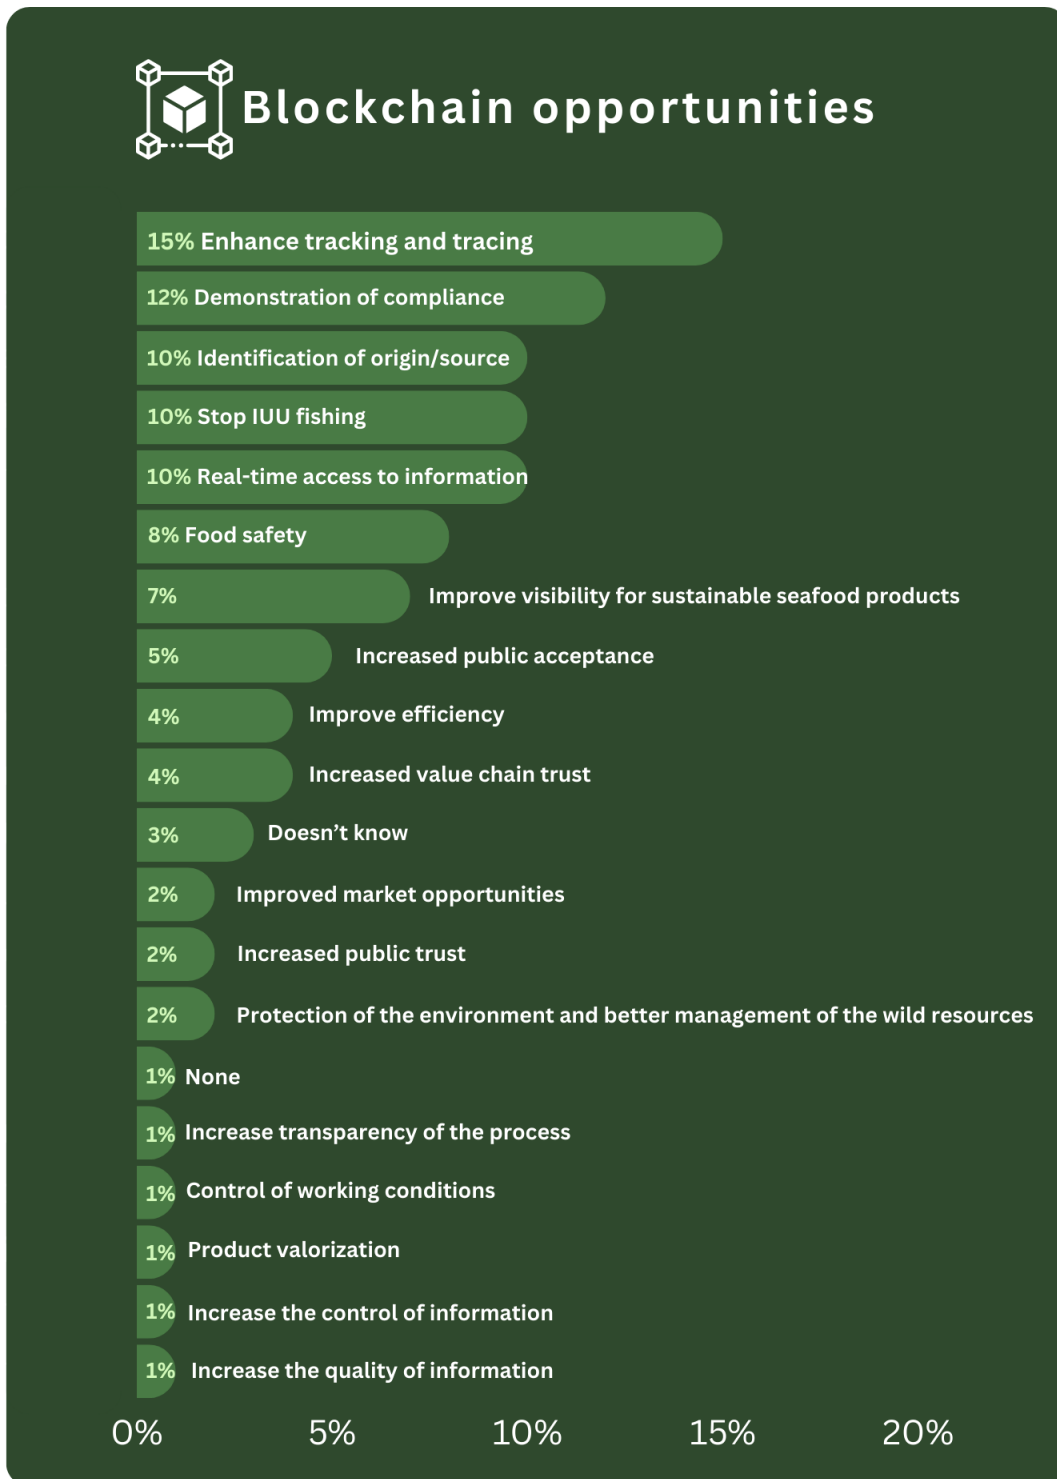 Blockchain opportunities
15% Enhance tracking and tracing
12% Demonstration of compliance
10% Identification of origin/source
10% Stop IUU fishing
10% Real-time access to information
8% Food safety
7% Improve visibility for sustainable seafood products
5% Increased public acceptance
4% Improve efficiency
4% Increased value chain trust
3% Doesn’t know
2% Improved market opportunities
2% Increased public trust
2% Protection of the environment and better management of the wild resources
1% None
1% Increase transparency of the process
1% Control of working conditions
1% Product valorization
1% Increase the control of information
1% Increase the quality of information
0% 5% 10% 15% 20%